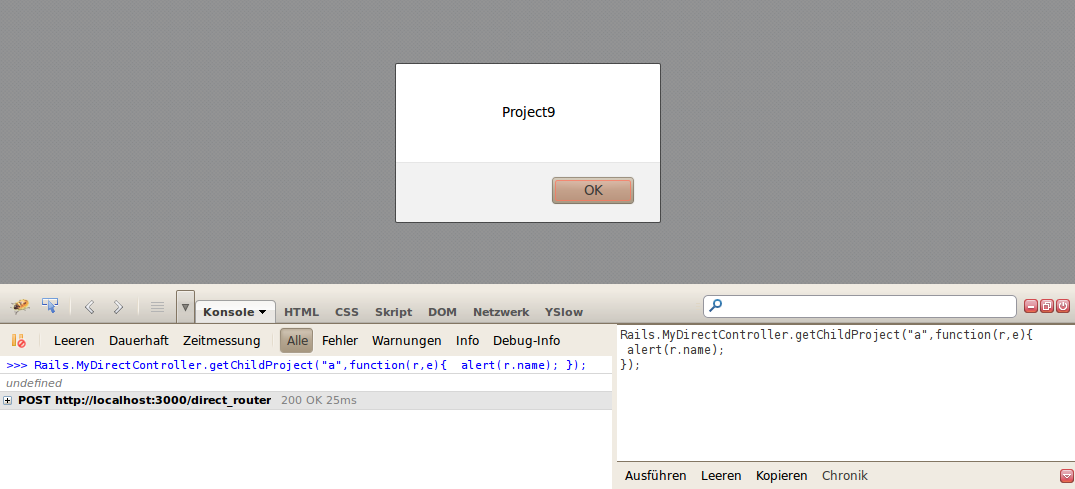 Project9
OK
Konsole HTML CSS Skript DOM Netzwerk YSlow
Leeren Dauerhaft Zeitmessung Alle Fehler Warnungen Info Debug-Info
>>> Rails.MyDirectController.getChildProject("a",function(r,e){  alert(r.name); });
undefined
POST http://localhost:3000/direct_router 200 OK 25ms
Rails.MyDirectController.getChildProject("a",function(r,e){
 alert(r.name);
});
Ausführen Leeren Kopieren Chronik